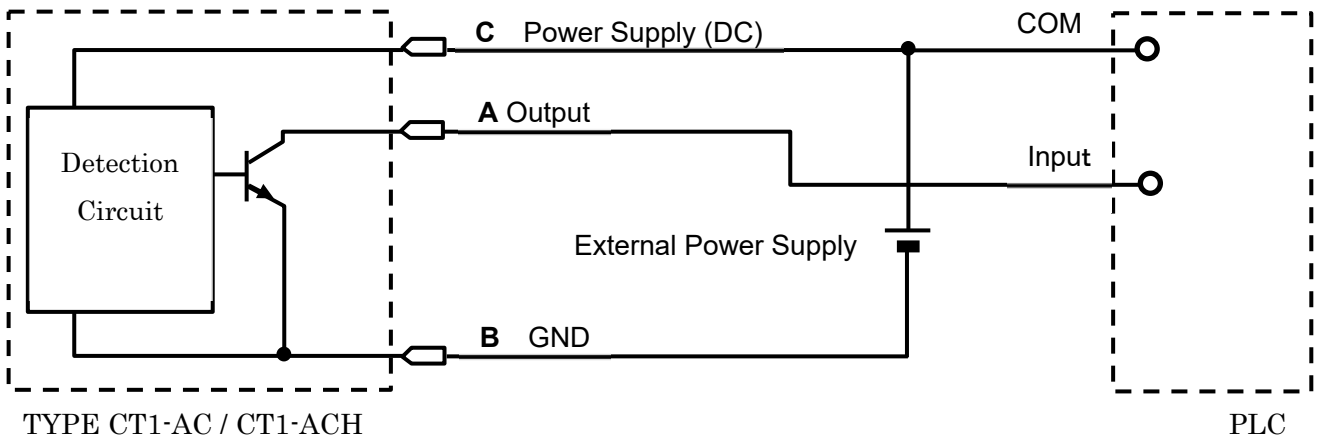 C Power Supply (DC)
COM
A Output
Detection
Circuit
Input
External Power Supply
B GND
TYPE CT1-AC / CT1-ACH
PLC